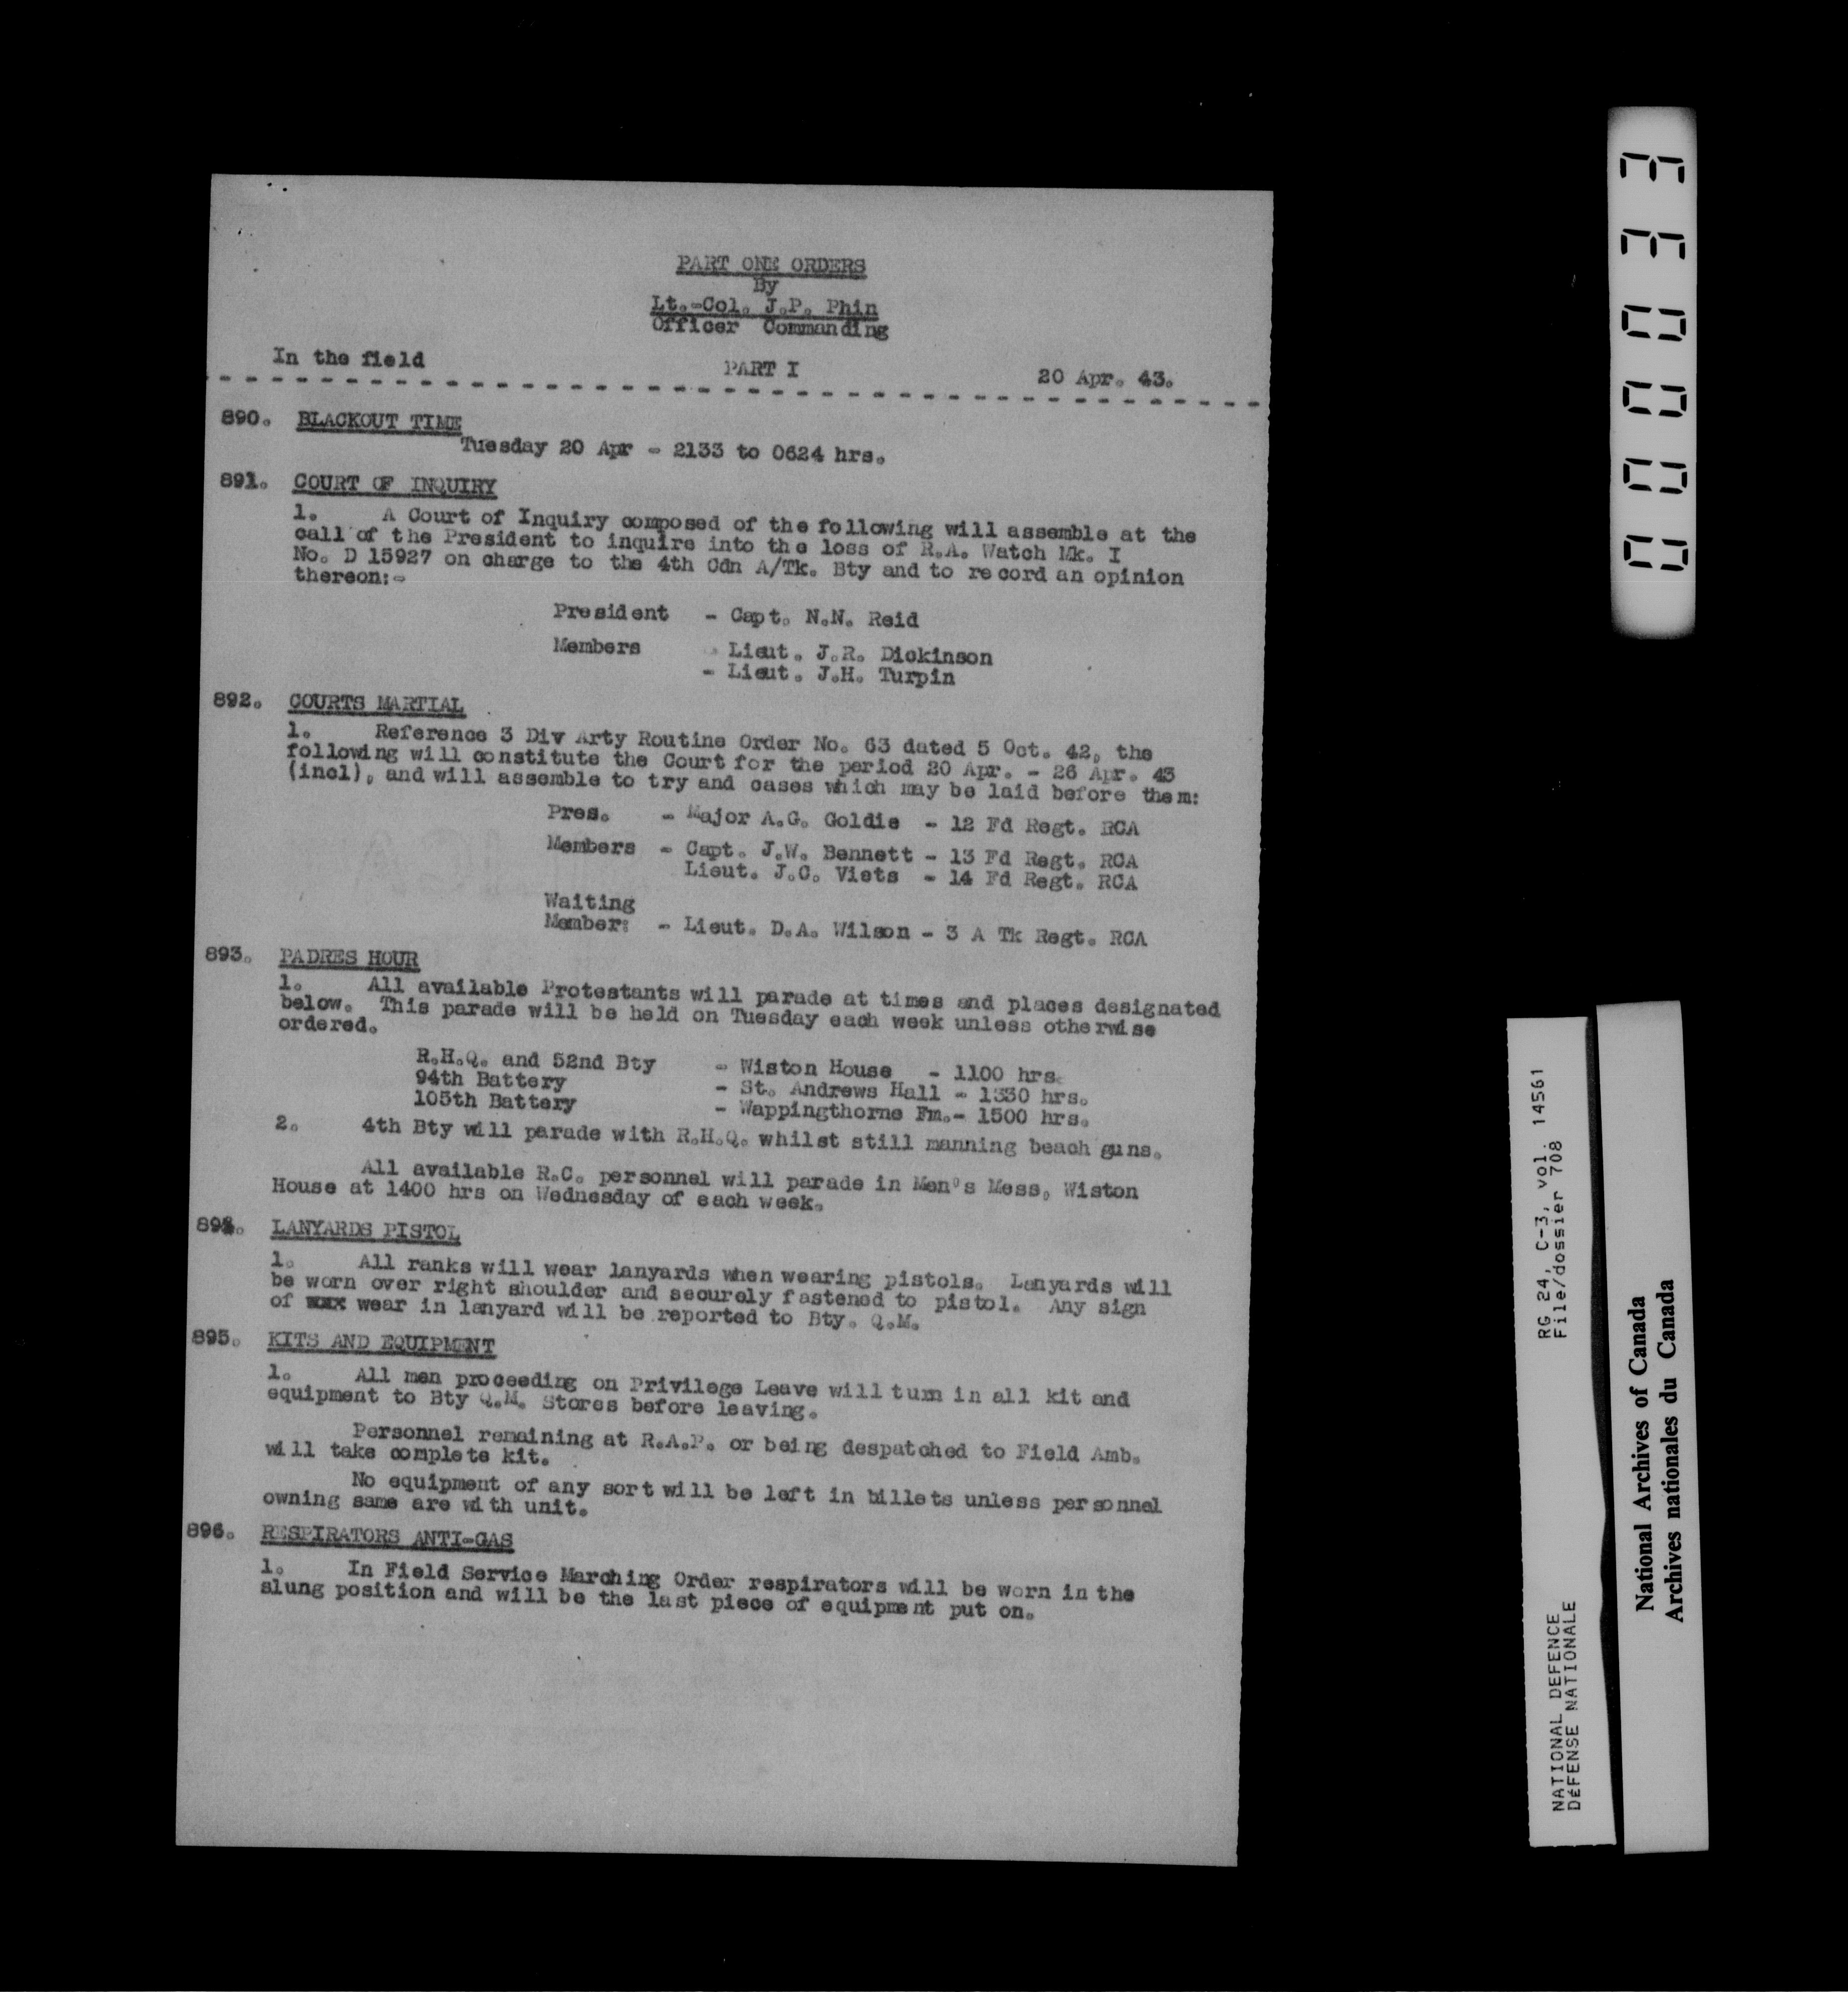 PART ONE ORDERS
By
Lt.-Col. J.P. Phin
Officer Commanding
In the field PART I 20 Apr. 43.
890. BLACKOUT TIME
Tuesday 20 Apr - 2133 to 0624 hrs.
891. COURT OF INQUIRY
1. A Court of Inquiry composed of the following will assemble at the
call of the President to inquire into the loss of R.A. Watch Mk. I
No. D 15927 on charge to the 4th Cdn A/Tk. Bty and to record an opinion
thereon:-
President - Capt. N.N. Reid
Members - Lieut. J.R. Dickinson
- Lieut. J.H. Turpin
892. COURTS MARTIAL
1. Reference 3 Div Arty Routine Order No. 63 dated 5 Oct. 42, the
following will constitute the Court for the period 20 Apr. - 26 Apr. 43
(incl), and will assemble to try and cases which may be laid before them:
Pres. - Major A.G. Goldie - 12 Fd Regt. RCA
Members - Capt. J.W. Bennett - 13 Fd Regt. RCA
Lieut. J.C. Viets - 14 Fd Regt. RCA
Waiting
Member: - Lieut. D.A. Wilson - 3 A Tk Regt. RCA
893. PADRES HOUR
1. All available Protestants will parade at times and places designated
below. This parade will be held on Tuesday each week unless otherwise
ordered.
R.H.Q. and 52nd Bty - Wiston House - 1100 hrs.
94th Battery - St. Andrews Hall - 1330 hrs.
105th Battery - Wappingthorne Fm.- 1500 hrs.
2. 4th Bty will parade with R.H.Q. whilst still manning beach guns.
All available R.C. personnel will parade in Men's Mess, Wiston
House at 1400 hrs on Wednesday of each week.
894. LANYARDS PISTOL
1. All ranks will wear lanyards when wearing pistols. Lanyards will
be worn over right shoulder and securely fastened to pistol. Any sign
of wear in lanyard will be reported to Bty. Q.M.
895. KITS AND EQUIPMENT
1. All men proceeding on Privilege Leave will turn in all kit and
equipment to Bty Q.M. Stores before leaving.
Personnel remaining at R.A.P. or being despatched to Field Amb.
will take complete kit.
No equipment of any sort will be left in billets unless personnel
owning same are with unit.
896. RESPIRATORS ANTI-GAS
1. In Field Service Marching Order respirators will be worn in the
slung position and will be the last piece of equipment put on.
000033
NATIONAL DEFENCE RG 24, C-3, vol. 14561
DÉFENSE NATIONALE File/dossier 708
National Archives of Canada
Archives nationales du Canada